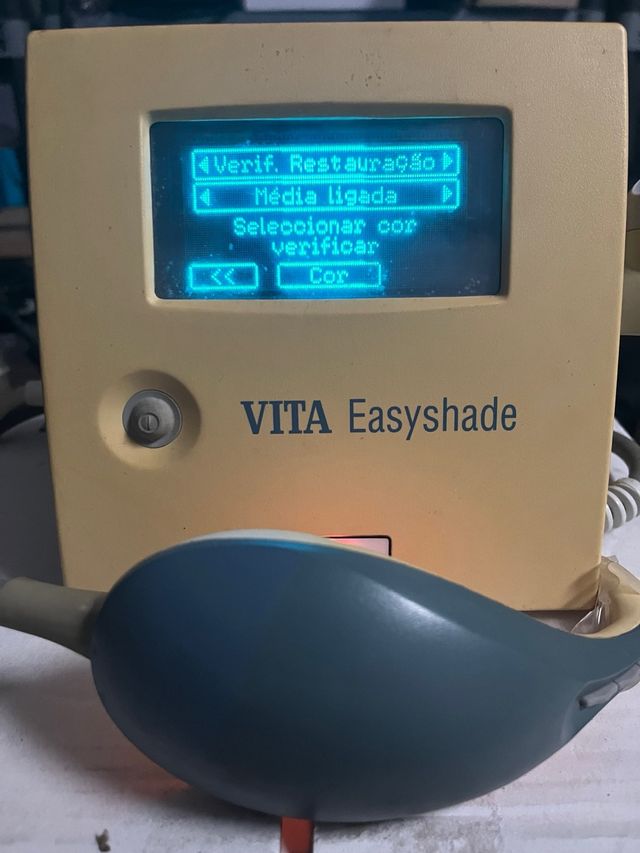 Verif. Restauração
Média ligada
Seleccionar cor
verificar
<< Cor
VITA Easyshade